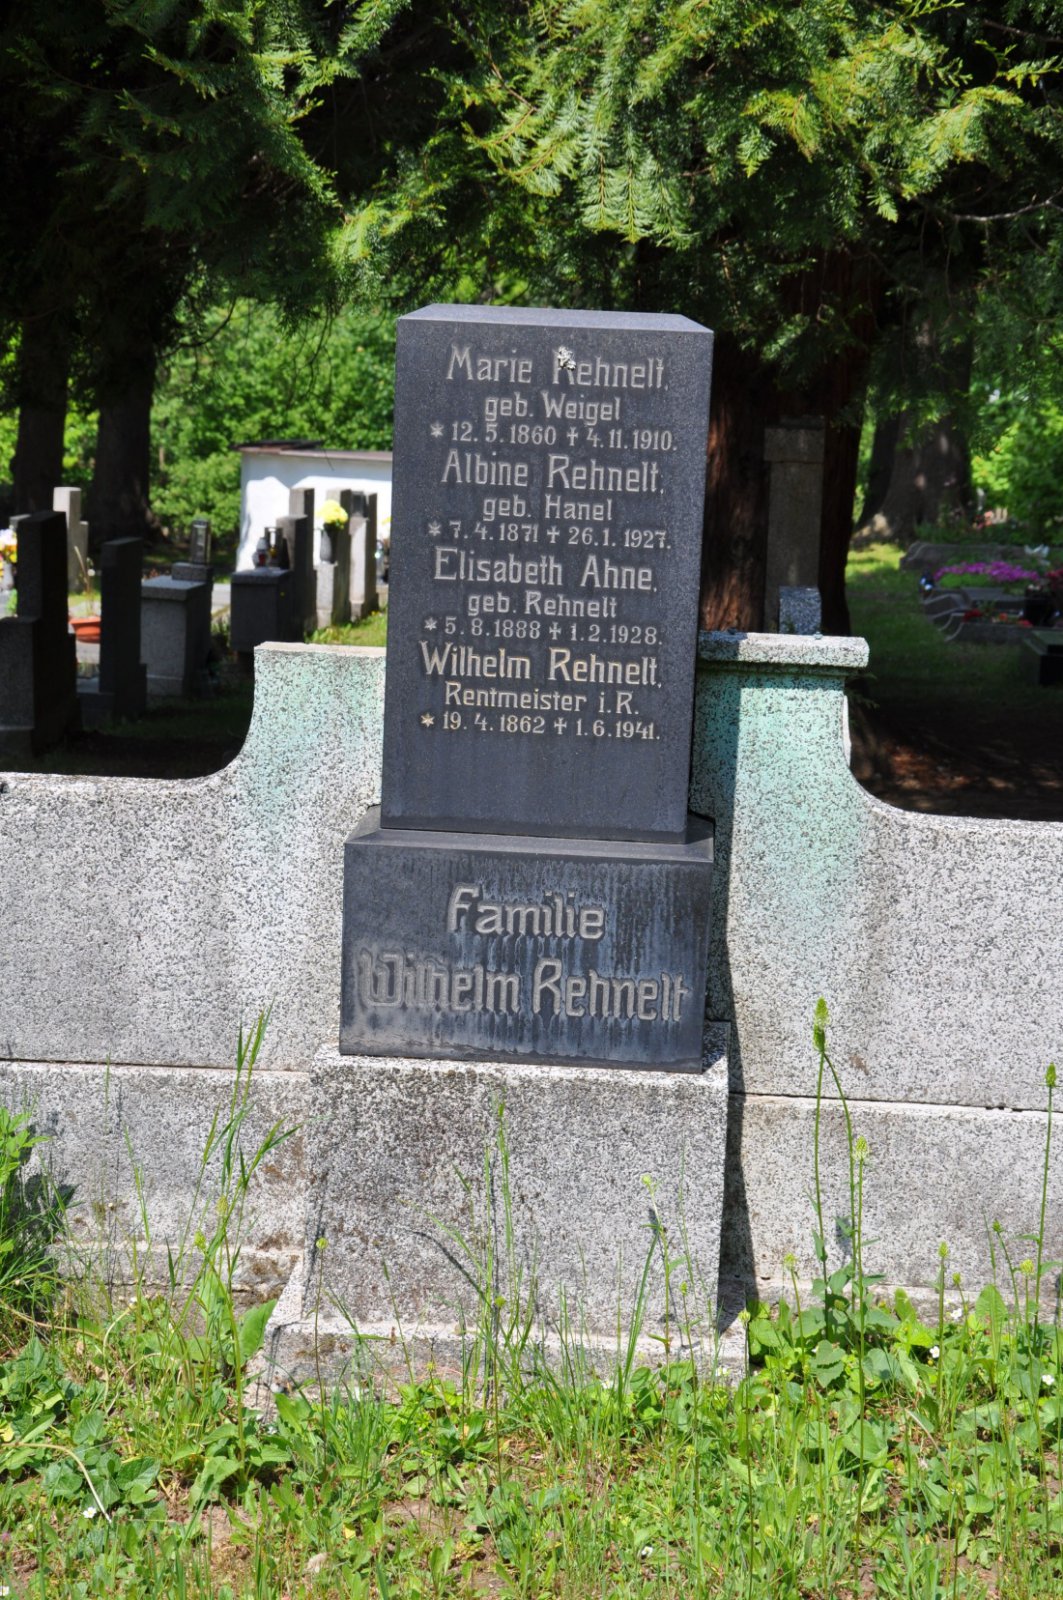 Marie Rehnelt,
geb. Weigel
* 12. 5. 1860 † 4. 11. 1910.
Albine Rehnelt,
geb. Hanel
* 7. 4. 1871 † 26. 1. 1927.
Elisabeth Ahne,
geb. Rehnelt
* 5. 8. 1888 † 1. 2. 1928.
Wilhelm Rehnelt,
Rentmeister i. R.
* 19. 4. 1862 † 1. 6. 1941.
Familie
Wilhelm Rehnelt